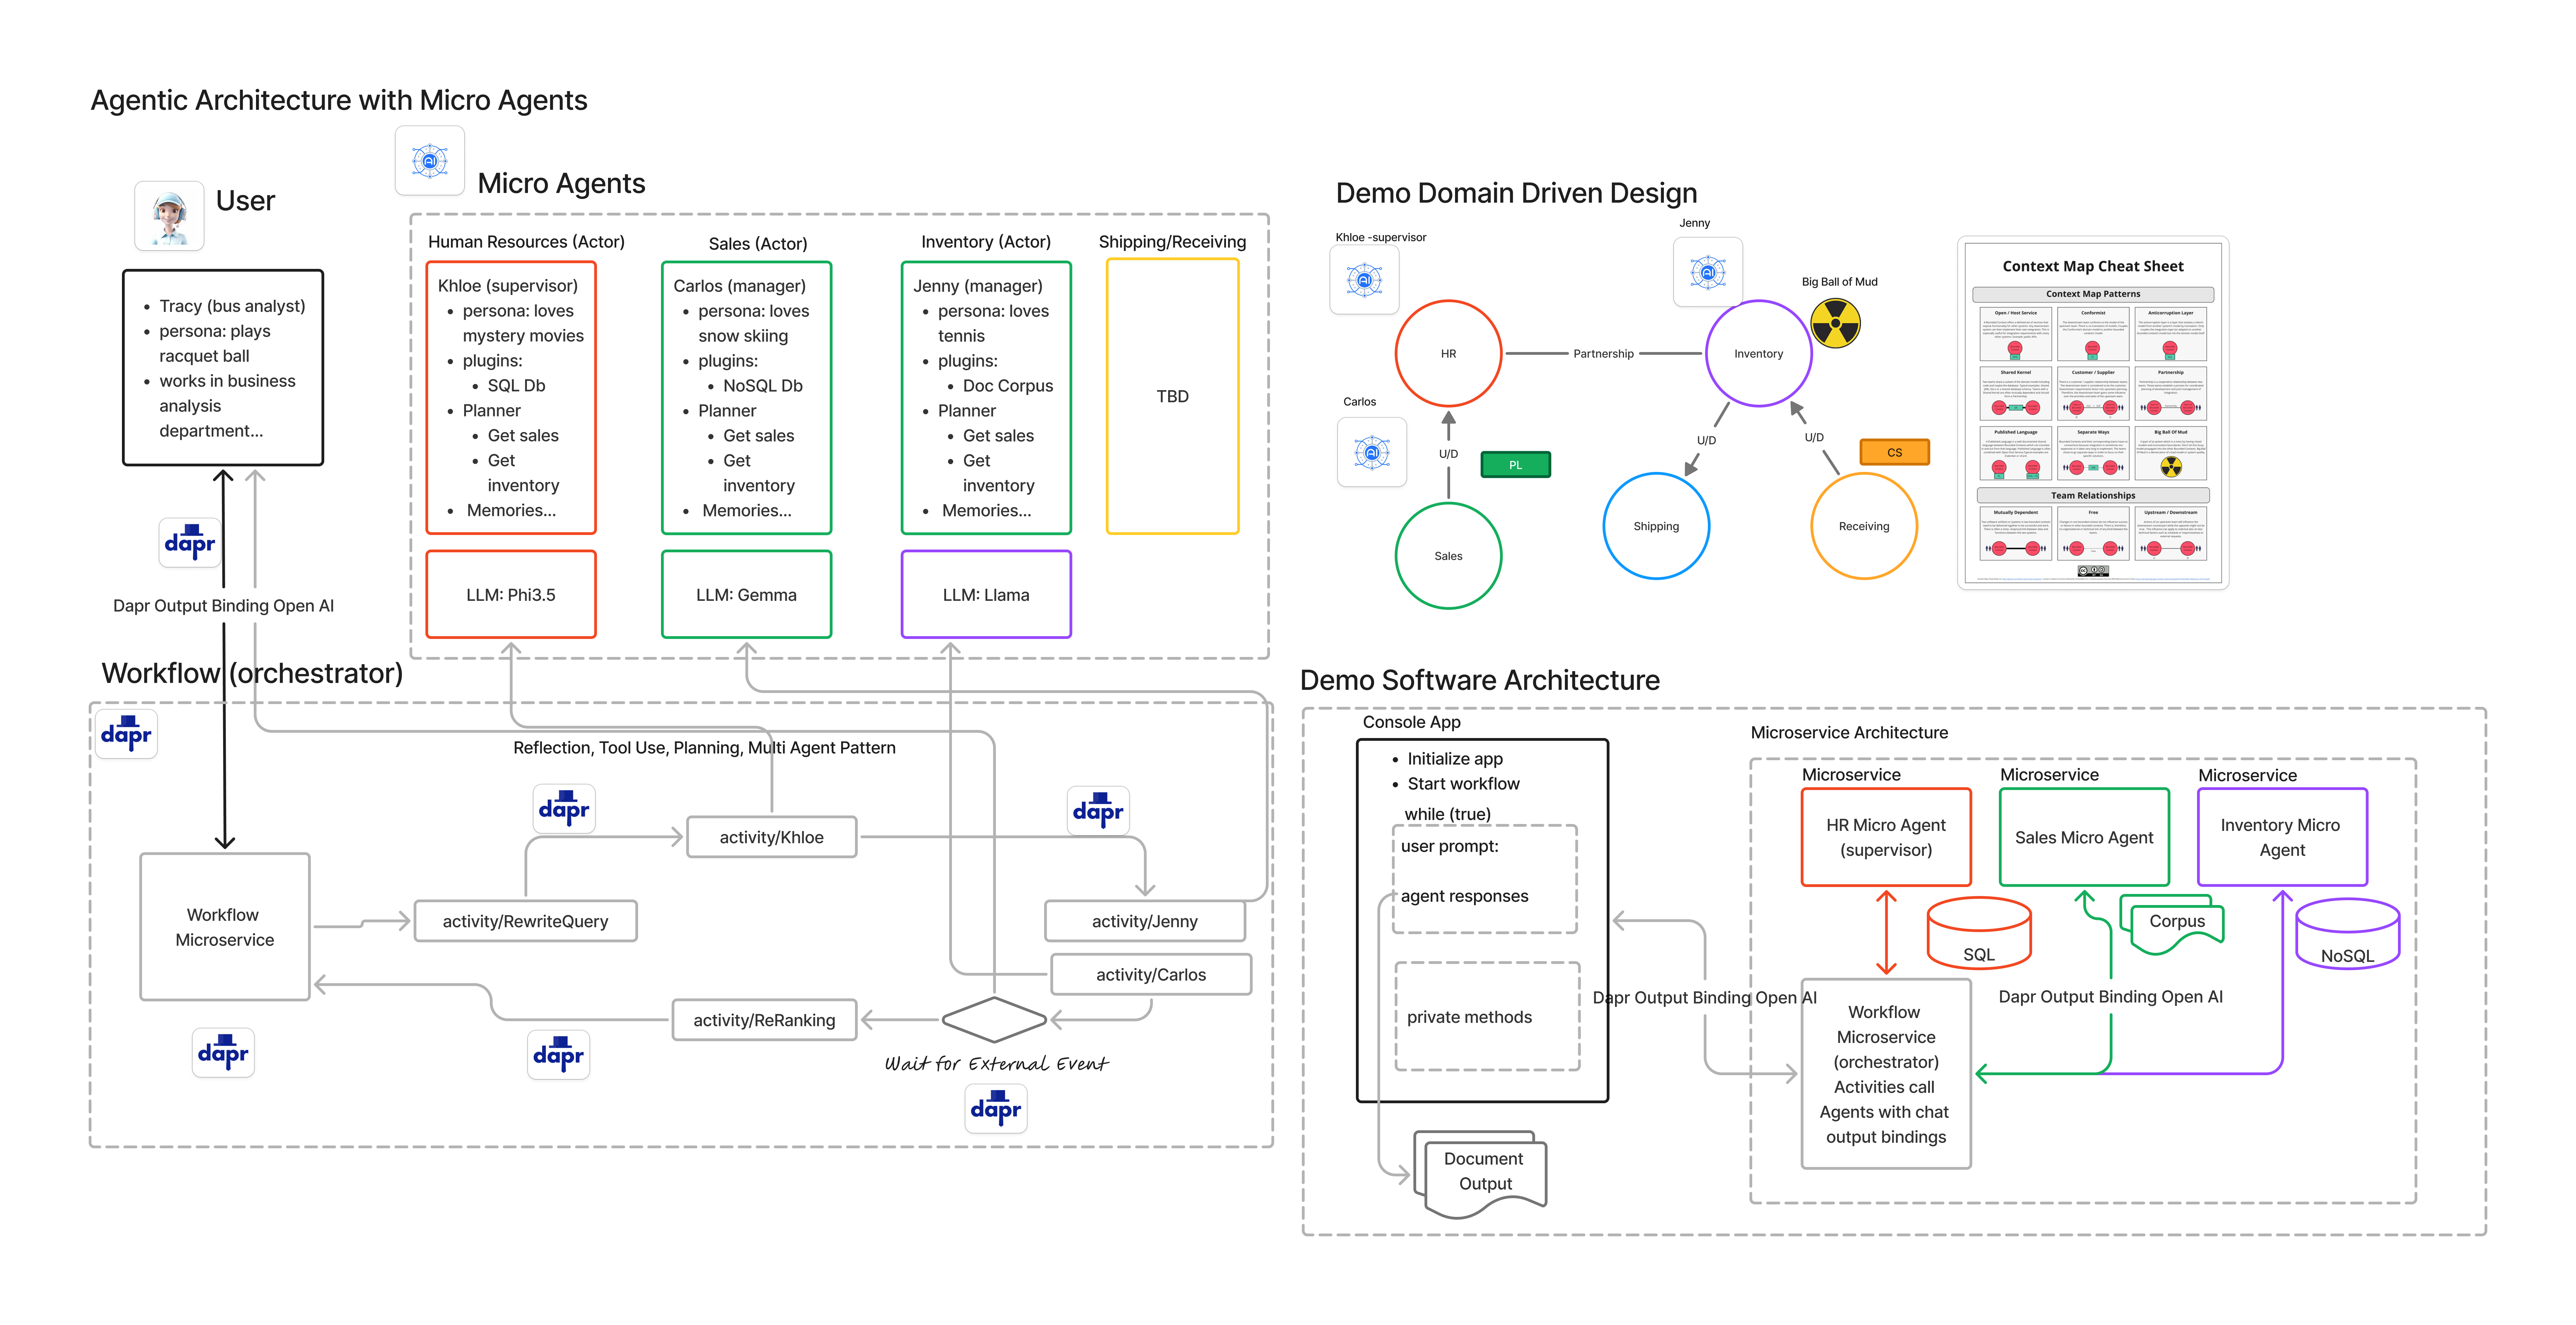 Agentic Architecture with Micro Agents
User
Micro Agents
Tracy (bus analyst)
persona: plays
racquet ball
works in business
analysis
department...
Human Resources (Actor)
Khloe (supervisor)
persona: loves
mystery movies
plugins:
SQL Db
Planner
Get sales
Get
inventory
Memories...
LLM: Phi3.5
Sales (Actor)
Carlos (manager)
persona: loves
snow skiing
plugins:
NoSQL Db
Planner
Get sales
Get
inventory
Memories...
LLM: Gemma
Inventory (Actor)
Jenny (manager)
persona: loves
tennis
plugins:
Doc Corpus
Planner
Get sales
Get
inventory
Memories...
LLM: Llama
Shipping/Receiving
TBD
dapr
Dapr Output Binding Open AI
Workflow (orchestrator)
dapr
Reflection, Tool Use, Planning, Multi Agent Pattern
dapr
dapr
activity/Khloe
Workflow
Microservice
activity/RewriteQuery
activity/Jenny
activity/Carlos
activity/ReRanking
Wait for External Event
dapr
dapr
dapr
Demo Domain Driven Design
Khloe -supervisor
Jenny
Big Ball of Mud
HR
Partnership
Inventory
Carlos
U/D
PL
U/D
U/D
CS
Sales
Shipping
Receiving
Context Map Cheat Sheet
Context Map Patterns
Open / Host Service
Conformist
Anticorruption Layer
Shared Kernel
Customer / Supplier
Partnership
Published Language
Separate Ways
Big Ball Of Mud
Team Relationships
Mutually Dependent
Free
Upstream / Downstream
Demo Software Architecture
Console App
Initialize app
Start workflow
while (true)
user prompt:
agent responses
private methods
Document
Output
Dapr Output Binding Open AI
Microservice Architecture
Microservice
HR Micro Agent
(supervisor)
Microservice
Sales Micro Agent
Microservice
Inventory Micro
Agent
SQL
Corpus
NoSQL
Dapr Output Binding Open AI
Workflow
Microservice
(orchestrator)
Activities call
Agents with chat
output bindings